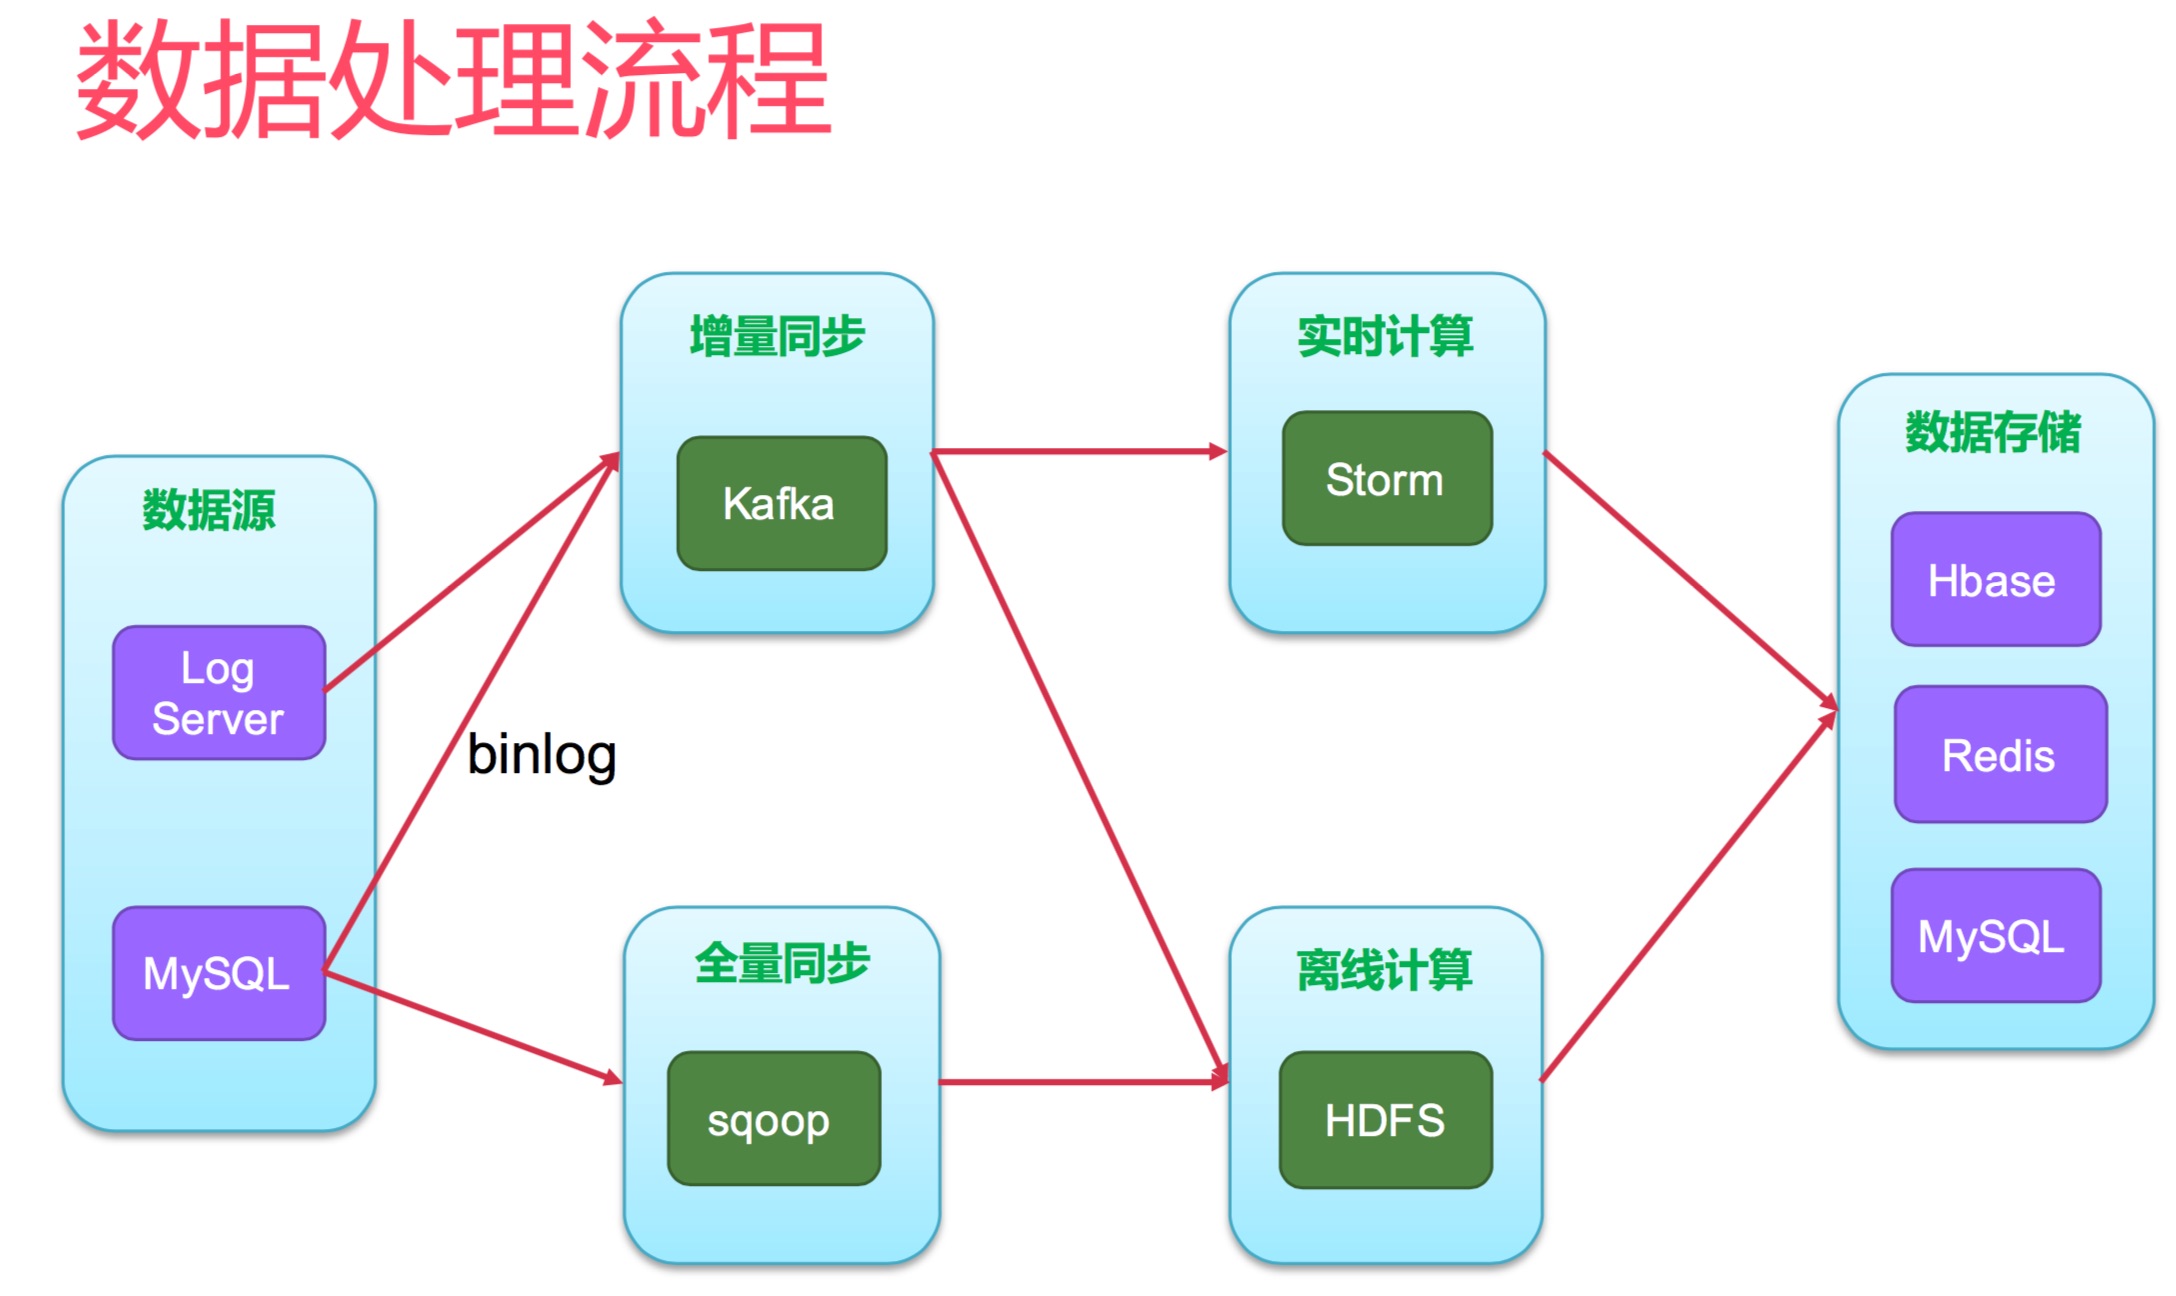 数据处理流程
数据源
Log
Server
MySQL
binlog
增量同步
Kafka
全量同步
sqoop
实时计算
Storm
离线计算
HDFS
数据存储
Hbase
Redis
MySQL